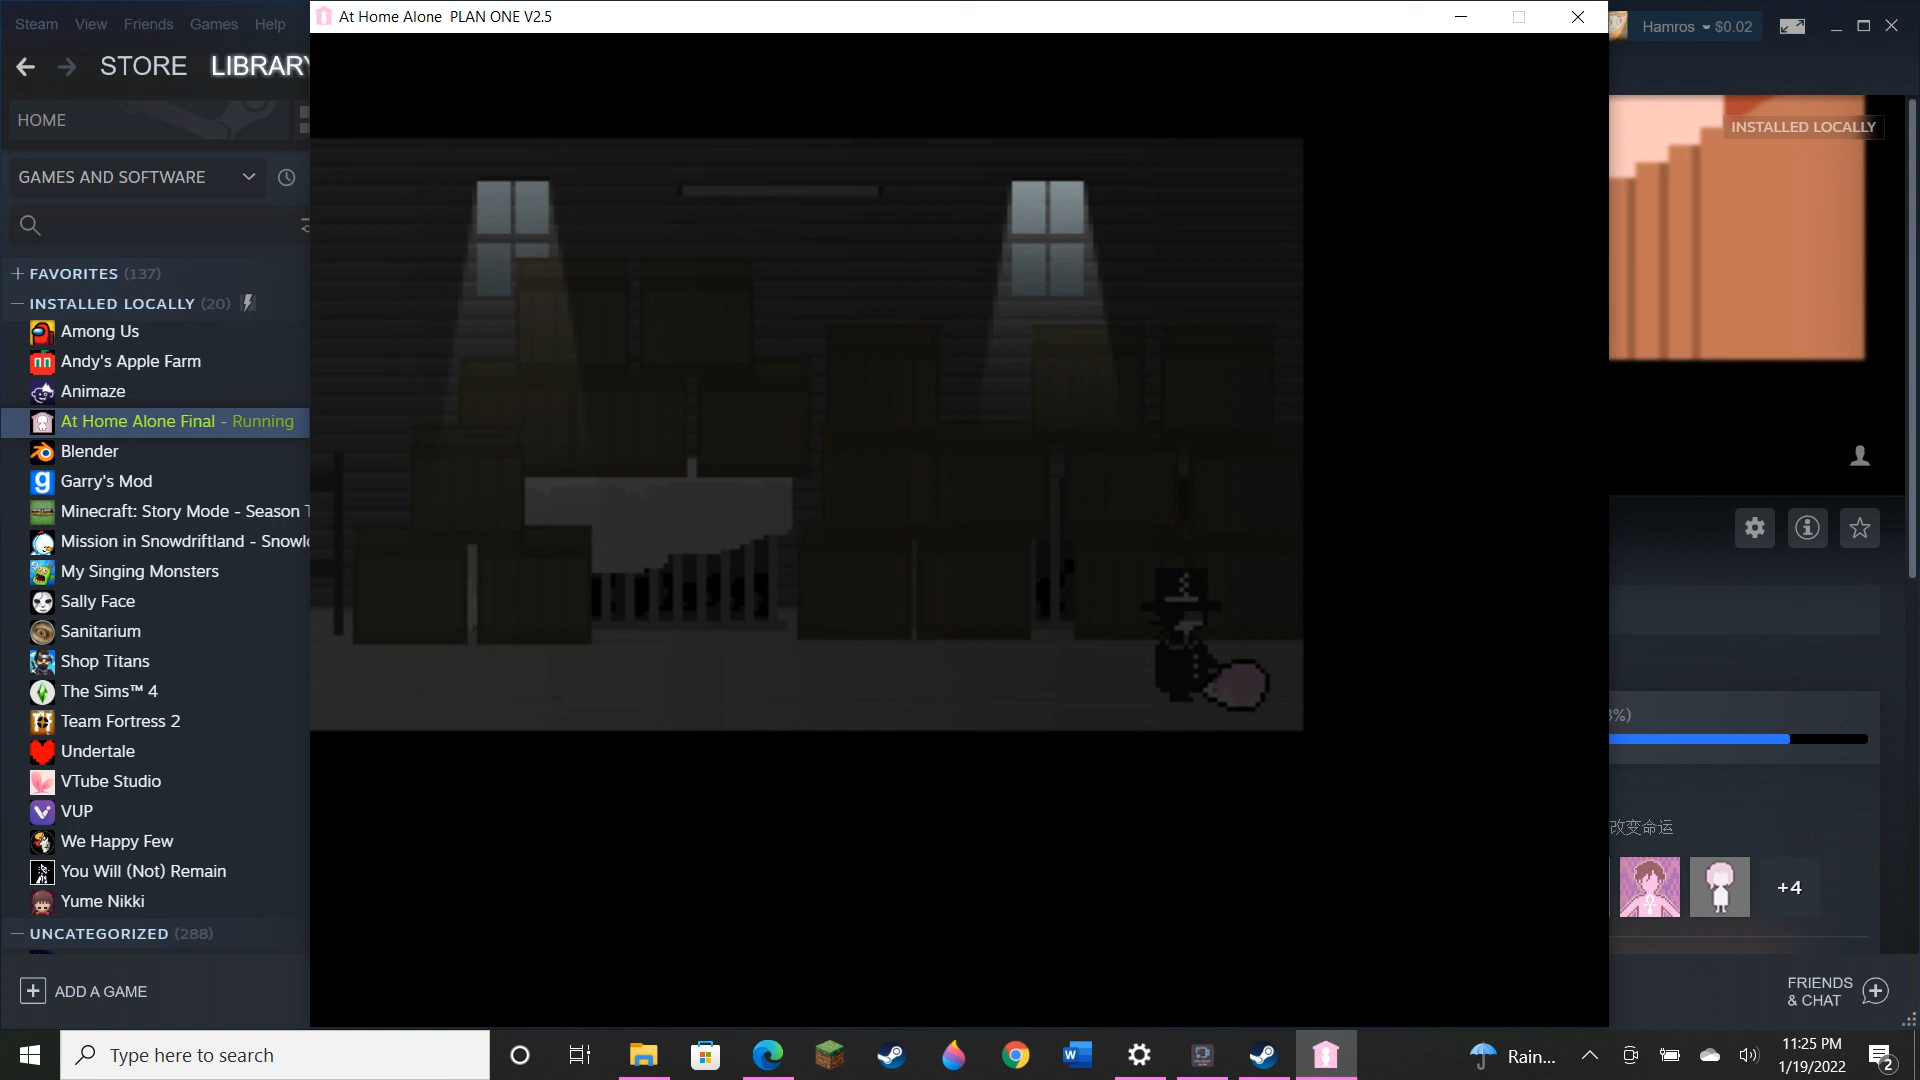 Steam View Friends Games Help
At Home Alone PLAN ONE V2.5
Hamros $0.02
STORE LIBRARY
HOME
INSTALLED LOCALLY
GAMES AND SOFTWARE
FAVORITES (137)
INSTALLED LOCALLY (20)
Among Us
Andy's Apple Farm
Animaze
At Home Alone Final - Running
Blender
Garry's Mod
Minecraft: Story Mode - Season
Mission in Snowdriftland - Snowl
My Singing Monsters
Sally Face
Sanitarium
Shop Titans
The Sims™ 4
Team Fortress 2
Undertale
VTube Studio
VUP
We Happy Few
You Will (Not) Remain
Yume Nikki
UNCATEGORIZED (288)
%)
改变命运
+4
ADD A GAME
FRIENDS
& CHAT
Type here to search
Rain...
11:25 PM
1/19/2022
2